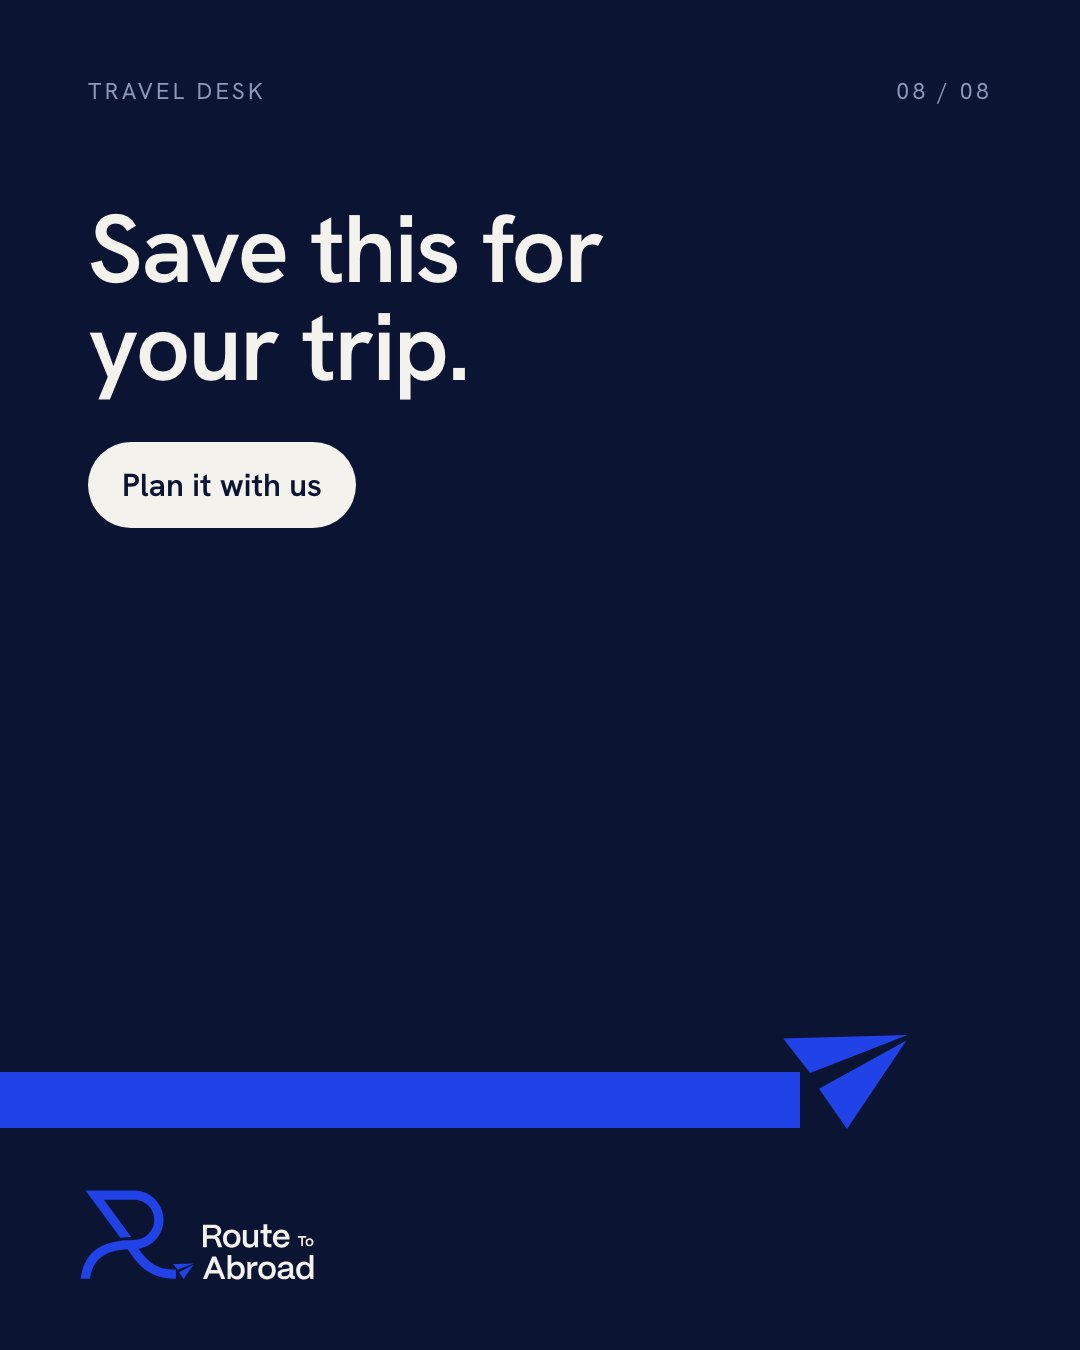 TRAVEL DESK
08 / 08
Save this for
your trip.
Plan it with us
Route To
Abroad